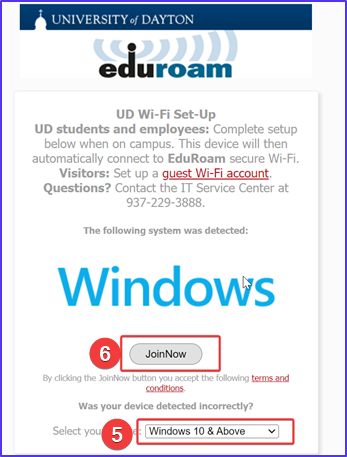 UNIVERSITY of DAYTON
eduroam
UD Wi-Fi Set-Up
UD students and employees: Complete setup
below when on campus. This device will then
automatically connect to EduRoam secure Wi-Fi.
Visitors: Set up a guest Wi-Fi account.
Questions? Contact the IT Service Center at
937-229-3888.
The following system was detected:
Windows
6
JoinNow
By clicking the JoinNow button you accept the following terms and
conditions.
Was your device detected incorrectly?
5
Select you e: Windows 10 & Above